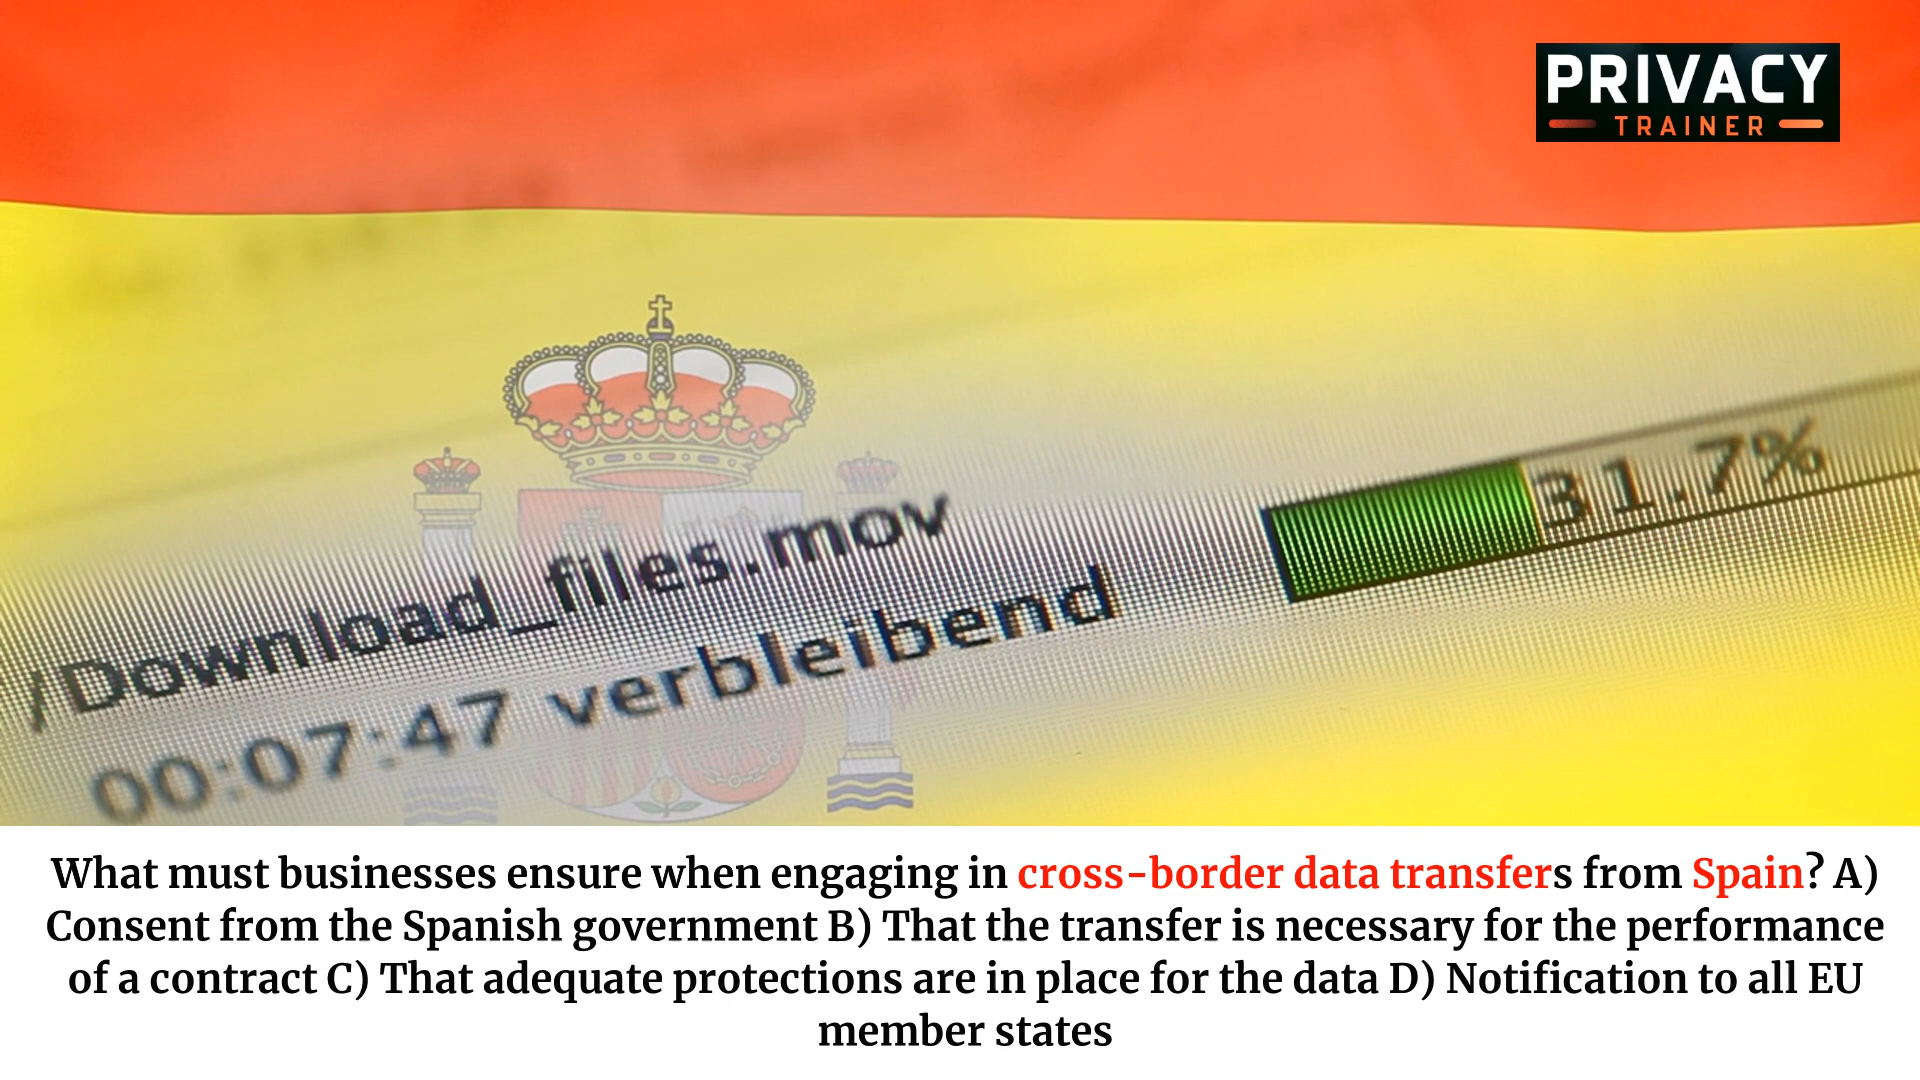 PRIVACY
TRAINER
/Download_files.mov
31.7%
00:07:47 verbleibend
What must businesses ensure when engaging in cross-border data transfers from Spain? A)
Consent from the Spanish government B) That the transfer is necessary for the performance
of a contract C) That adequate protections are in place for the data D) Notification to all EU
member states